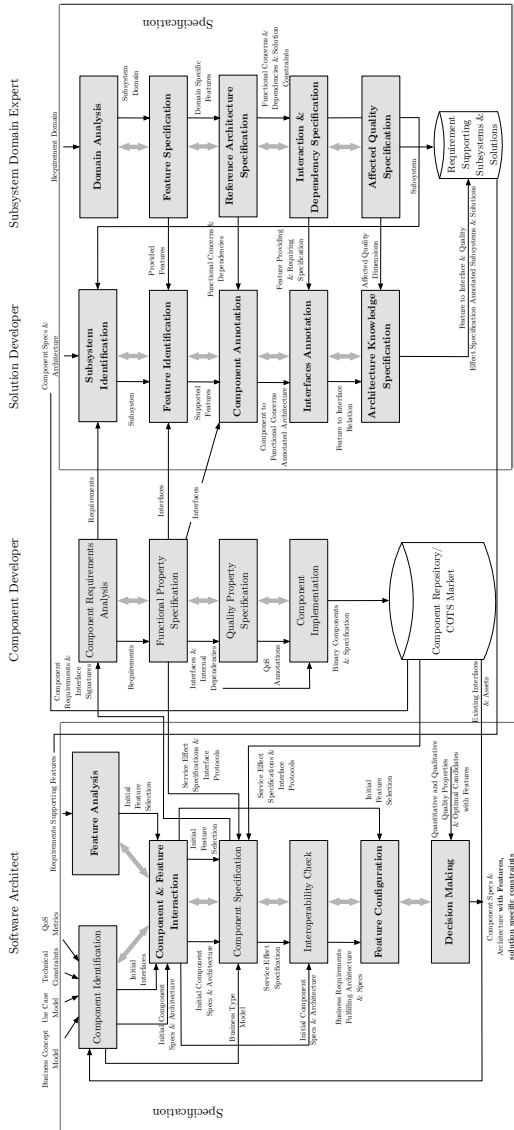 Software Architect
Component Developer
Solution Developer
Subsystem Domain Expert
Specification
Business Concept
Model
Use Case
Model
Technical
Constraints
QoS
Metrics
Requirements Supporting Features
Component Identification
Feature Analysis
Initial
Interfaces
Initial
Feature
Selection
Initial Component
Specs & Architecture
Component & Feature
Interaction
Initial Component
Specs & Architecture
Initial
Feature
Selection
Service Effect
Specifications &
Interface
Protocols
Business Type
Model
Component Specification
Service Effect
Specification
Service Effect
Specifications &
Interface
Protocols
Initial Component
Specs & Architecture
Interoperability Check
Business Requirements
Fulfilling Architecture
& Specs
Initial
Feature
Selection
Feature Configuration
Quantitative and Qualitative
Quality Properties
& Optimal Candidates
with Features
Decision Making
Component Specs &
Architecture with Features,
solution specific constraints
Component
Requirements &
Interface
Signatures
Component Requirements
Analysis
Requirements
Requirements
Functional Property
Specification
Interfaces
Interfaces
Interfaces &
Internal
Dependencies
Quality Property
Specification
QoS
Annotations
Component
Implementation
Binary Components
& Specification
Component Repository/
COTS Market
Existing Interfaces
& Assets
Component Specs &
Architecture
Subsystem
Identification
Subsystem
Feature Identification
Supported
Features
Component Annotation
Component to
Functional Concerns
Annotated Architecture
Interfaces Annotation
Feature to Interface
Relation
Architecture Knowledge
Specification
Provided
Features
Functional Concerns &
Dependencies
Feature Providing
& Requiring
Specification
Affected Quality
Dimensions
Feature to Interface & Quality
Effect Specification Annotated Subsystems & Solutions
Requirement Domain
Domain Analysis
Subsystem
Domain
Feature Specification
Domain Specific
Features
Reference Architecture
Specification
Functional Concerns &
Dependencies & Solution
Constraints
Interaction &
Dependency Specification
Affected Quality
Specification
Subsystem
Requirement
Supporting
Subsystems &
Solutions
Specification